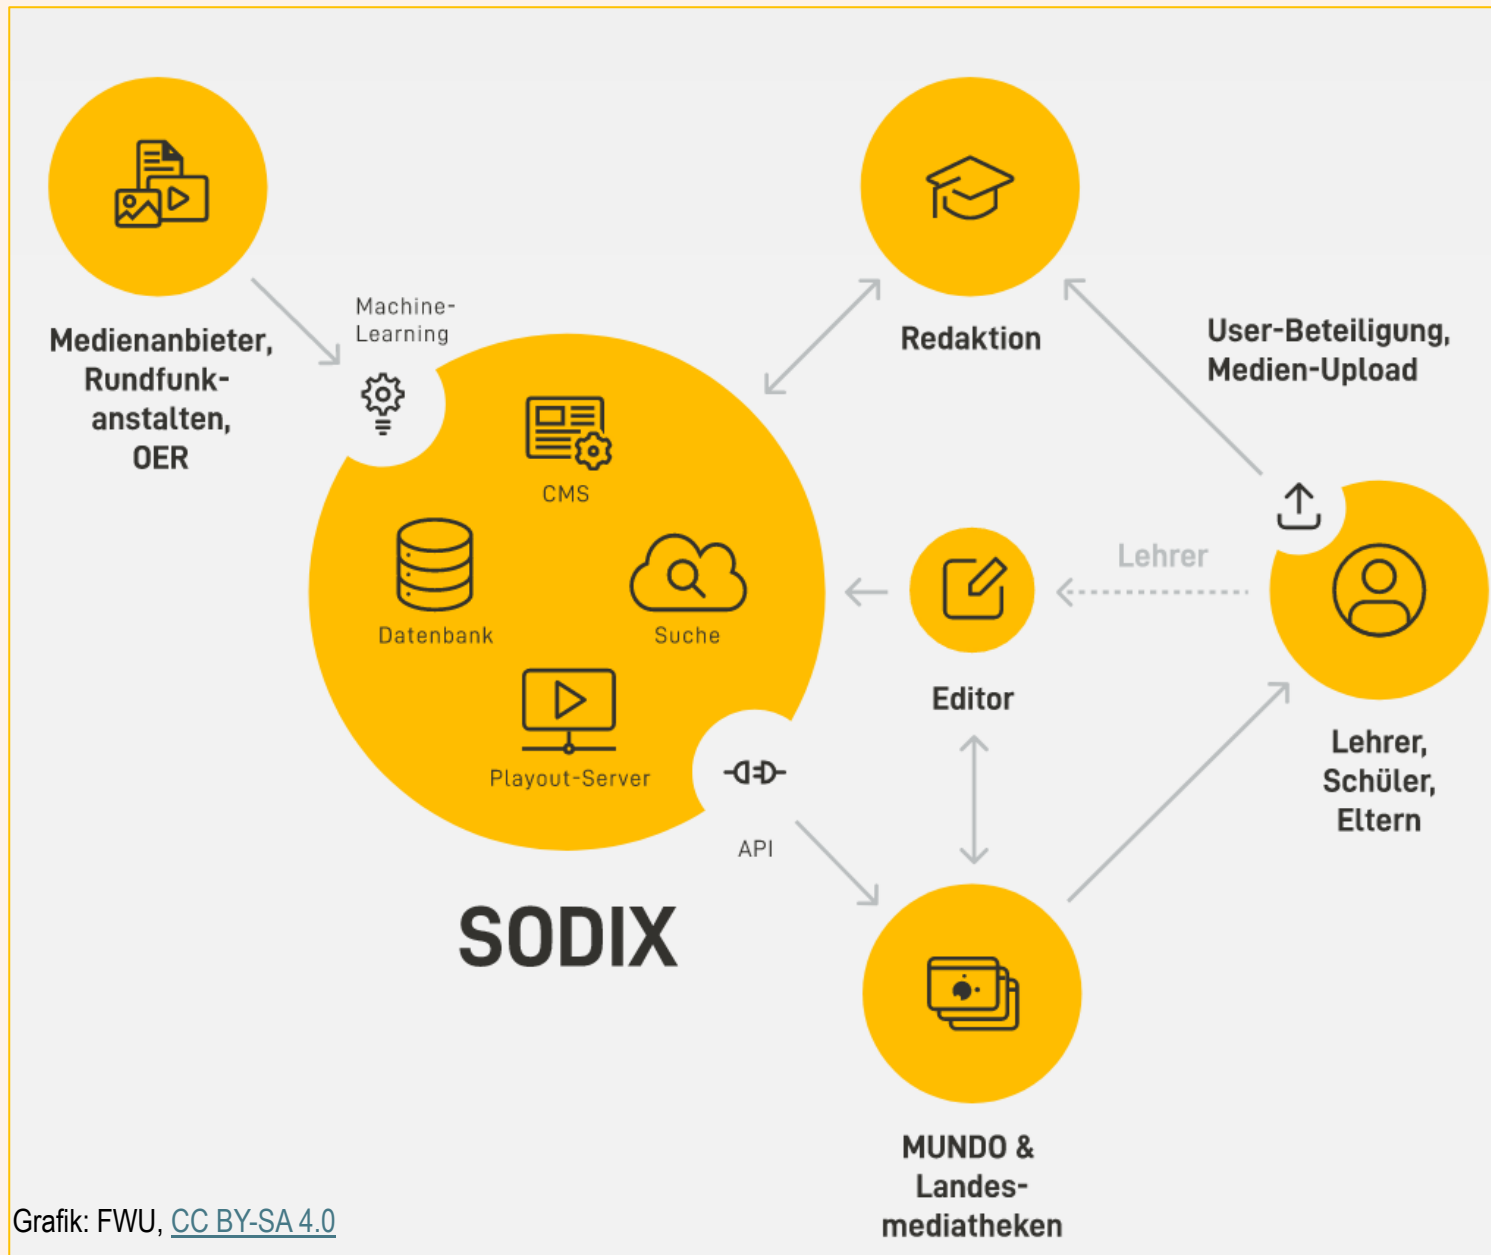 Medienanbieter,
Rundfunk-
anstalten,
OER
Machine-
Learning
CMS
Datenbank
Suche
Playout-Server
API
SODIX
Redaktion
User-Beteiligung,
Medien-Upload
Lehrer
Editor
Lehrer,
Schüler,
Eltern
MUNDO &
Landes-
mediatheken
Grafik: FWU, CC BY-SA 4.0